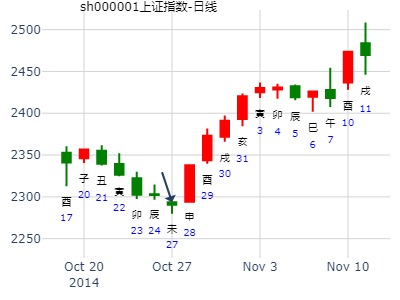 sh000001上证指数-日线
2500
2450
2400
2350
2300
2250
酉
17
子
20
丑
21
寅
22
卯
23
辰
24
未
27
申
28
酉
29
戌
30
亥
31
寅
3
卯
4
辰
5
巳
6
午
7
酉
10
戌
11
Oct 20
2014
Oct 27
Nov 3
Nov 10